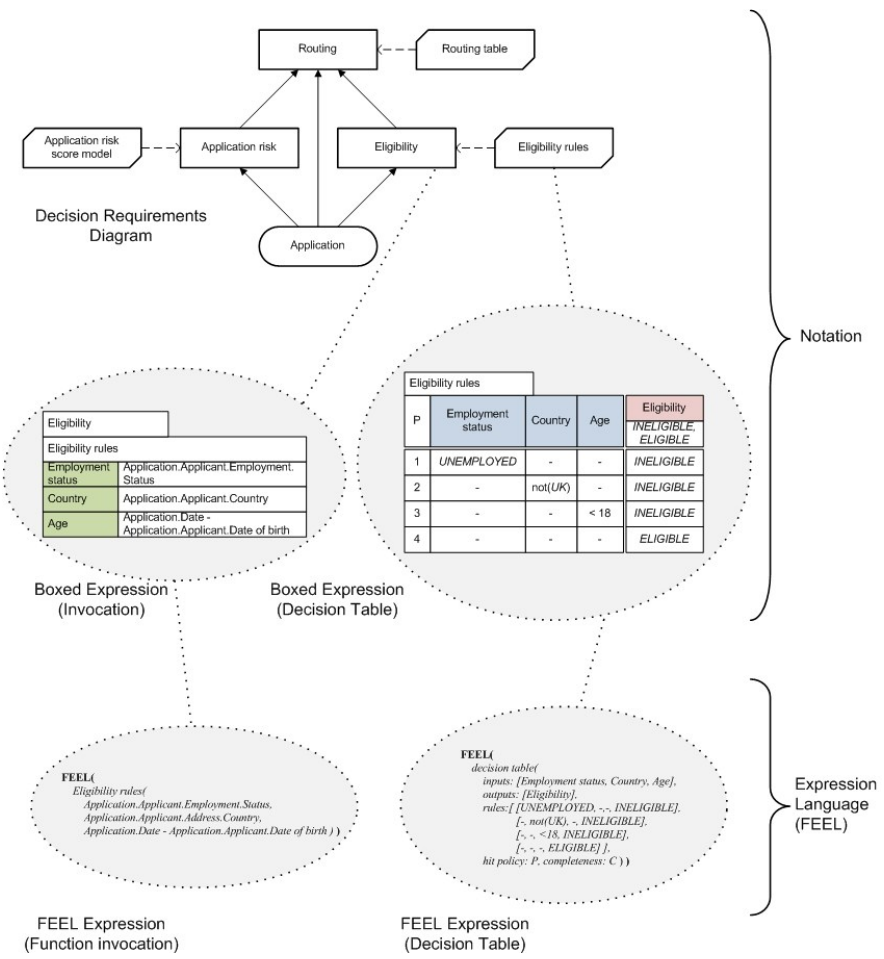 Routing
Routing table
Application risk
score model
Application risk
Eligibility
Eligibility rules
Decision Requirements
Diagram
Application
Notation
Eligibility
Eligibility rules
Employment
status
Application.Applicant.Employment.
Status
Country
Application.Applicant.Country
Age
Application.Date -
Application.Applicant.Date of birth
Boxed Expression
(Invocation)
Eligibility rules
P
Employment
status
Country
Age
Eligibility
INELIGIBLE,
ELIGIBLE
1 UNEMPLOYED - - INELIGIBLE
2 - not(UK) - INELIGIBLE
3 - - < 18 INELIGIBLE
4 - - - ELIGIBLE
Boxed Expression
(Decision Table)
FEEL(
Eligibility rules(
Application.Applicant.Employment.Status,
Application.Applicant.Address.Country,
Application.Date - Application.Applicant.Date of birth ) )
FEEL Expression
(Function invocation)
FEEL(
decision table(
inputs: [Employment status, Country, Age],
outputs: [Eligibility],
rules:[ [UNEMPLOYED, -,-, INELIGIBLE].
[-, not(UK), -, INELIGIBLE],
[-, -, <18, INELIGIBLE],
[-, -, -, ELIGIBLE] ],
hit policy: P, completeness: C ) )
FEEL Expression
(Decision Table)
Expression
Language
(FEEL)